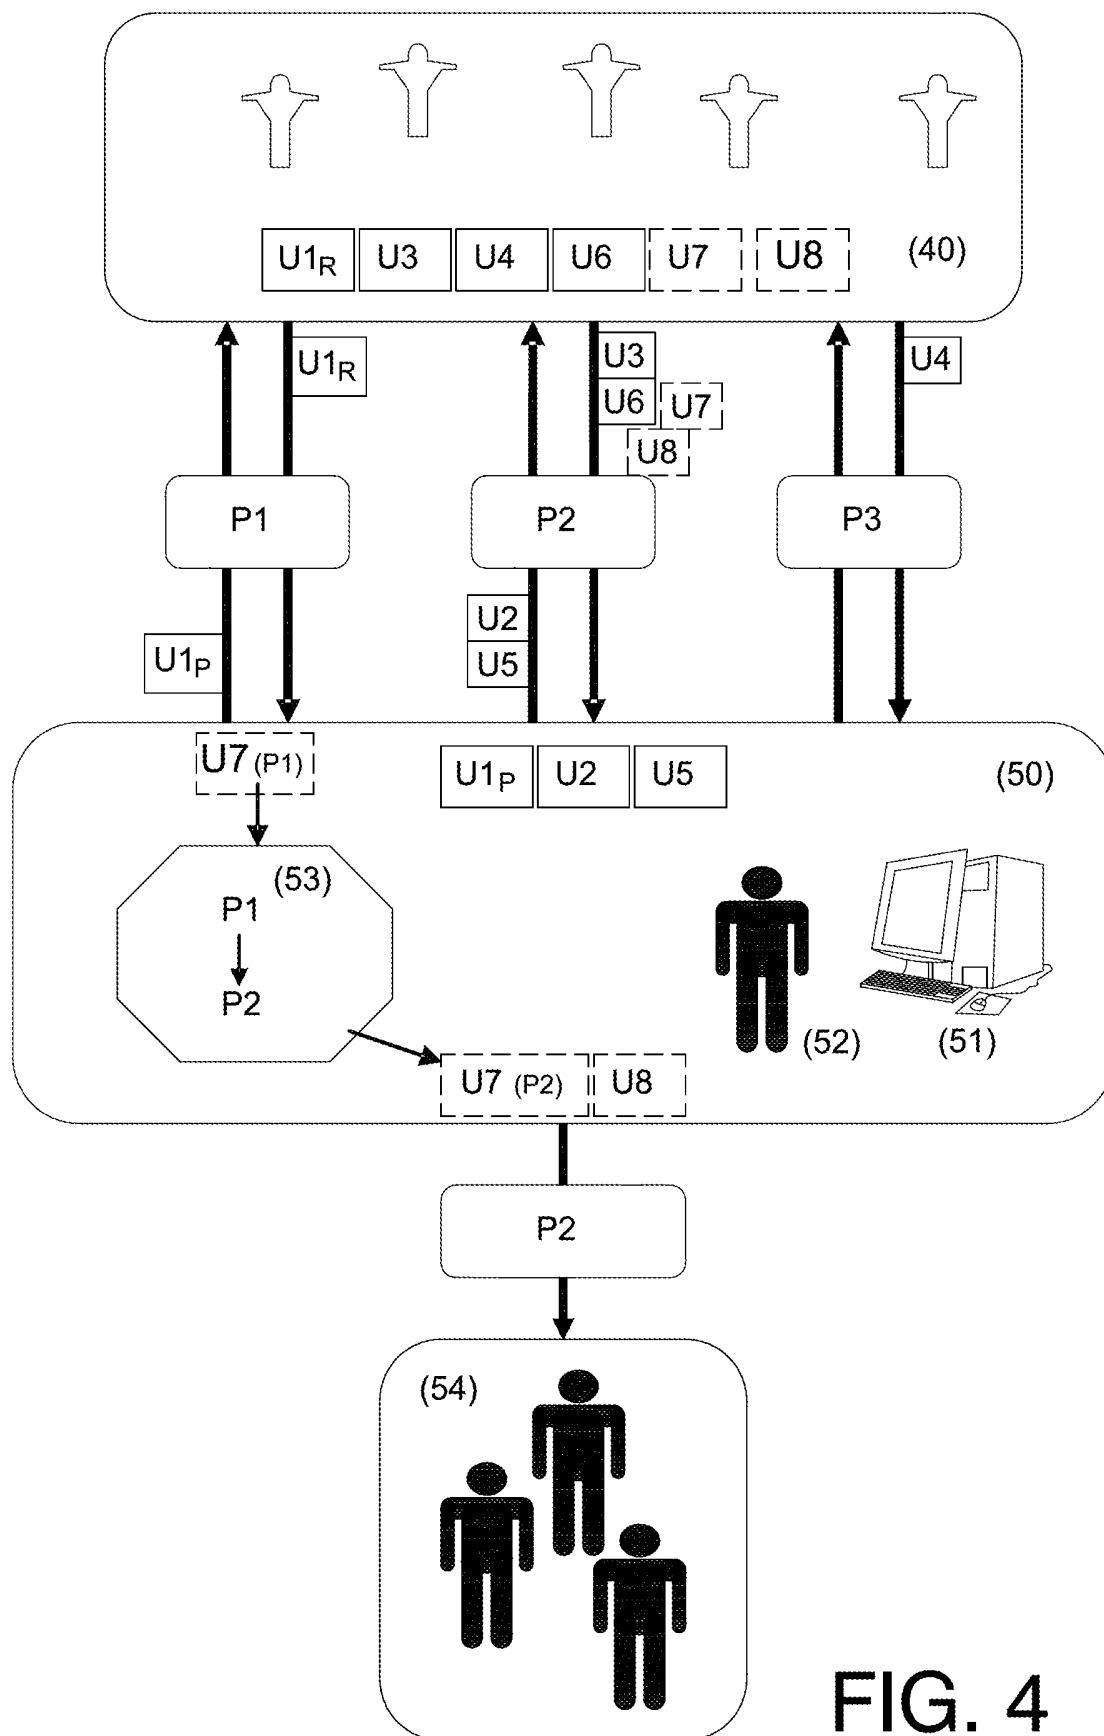 U1R U3 U4 U6 U7 U8 (40)
U1R
U3
U6
U7
U8
U4
P1 P2 P3
U1P
U2
U5
U7 (P1)
U1P U2 U5 (50)
(53)
P1
P2
(52)
(51)
U7 (P2) U8
P2
(54)
FIG. 4